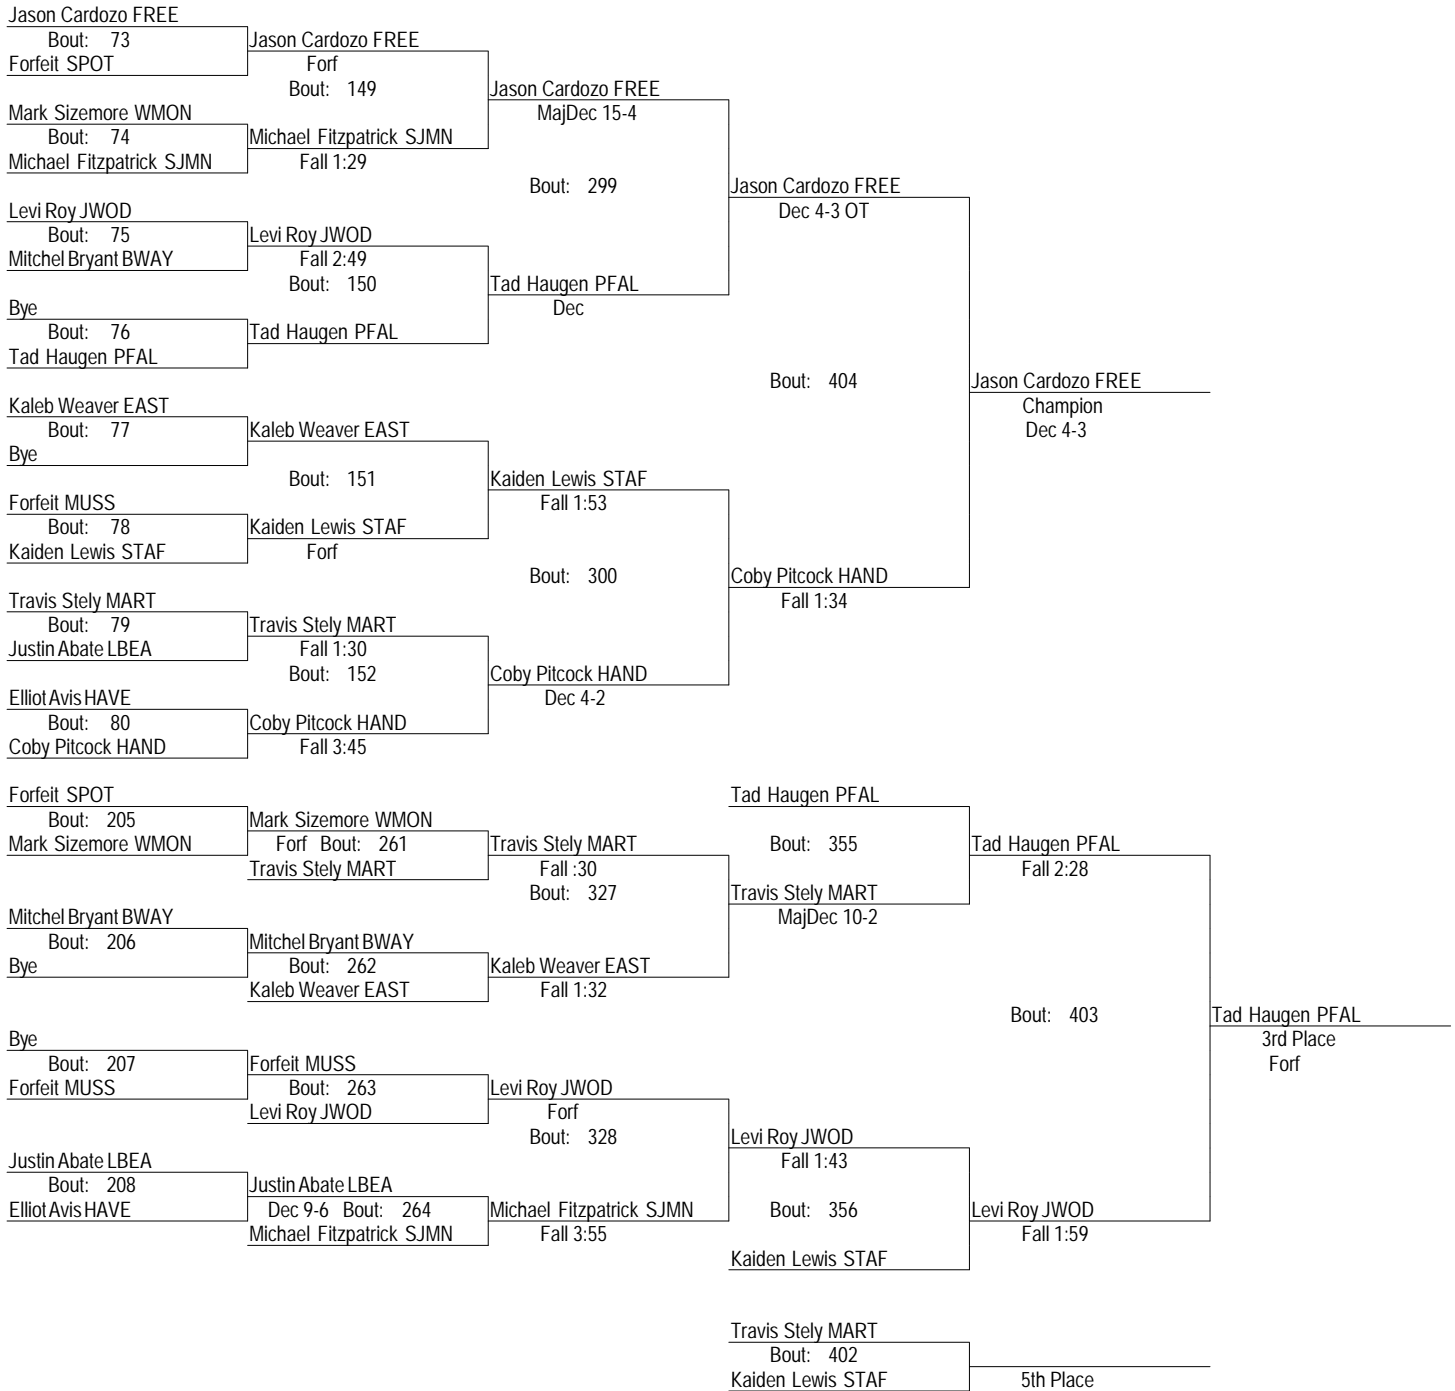 Jason Cardozo FREE
Bout: 73
Jason Cardozo FREE
Forfeit SPOT
Forf
Bout: 149
Jason Cardozo FREE
Mark Sizemore WMON
MajDec 15-4
Bout: 74
Michael Fitzpatrick SJMN
Michael Fitzpatrick SJMN
Fall 1:29
Bout: 299
Jason Cardozo FREE
Levi Roy JWOD
Dec 4-3 OT
Bout: 75
Levi Roy JWOD
Mitchel Bryant BWAY
Fall 2:49
Bout: 150
Tad Haugen PFAL
Bye
Dec
Bout: 76
Tad Haugen PFAL
Tad Haugen PFAL
Bout: 404
Jason Cardozo FREE
Kaleb Weaver EAST
Champion
Bout: 77
Kaleb Weaver EAST
Dec 4-3
Bye
Bout: 151
Kaiden Lewis STAF
Forfeit MUSS
Fall 1:53
Bout: 78
Kaiden Lewis STAF
Kaiden Lewis STAF
Forf
Bout: 300
Coby Pitcock HAND
Travis Stely MART
Fall 1:34
Bout: 79
Travis Stely MART
Justin Abate LBEA
Fall 1:30
Bout: 152
Coby Pitcock HAND
Elliot Avis HAVE
Dec 4-2
Bout: 80
Coby Pitcock HAND
Coby Pitcock HAND
Fall 3:45
Forfeit SPOT
Tad Haugen PFAL
Bout: 205
Mark Sizemore WMON
Mark Sizemore WMON
Forf Bout: 261
Travis Stely MART
Bout: 355
Tad Haugen PFAL
Travis Stely MART
Fall :30
Fall 2:28
Bout: 327
Travis Stely MART
Mitchel Bryant BWAY
MajDec 10-2
Bout: 206
Mitchel Bryant BWAY
Bye
Bout: 262
Kaleb Weaver EAST
Kaleb Weaver EAST
Fall 1:32
Bout: 403
Tad Haugen PFAL
Bye
3rd Place
Bout: 207
Forfeit MUSS
Forf
Forfeit MUSS
Bout: 263
Levi Roy JWOD
Levi Roy JWOD
Forf
Bout: 328
Levi Roy JWOD
Justin Abate LBEA
Fall 1:43
Bout: 208
Justin Abate LBEA
Elliot Avis HAVE
Dec 9-6 Bout: 264
Michael Fitzpatrick SJMN
Bout: 356
Levi Roy JWOD
Michael Fitzpatrick SJMN
Fall 3:55
Fall 1:59
Kaiden Lewis STAF
Travis Stely MART
Bout: 402
Kaiden Lewis STAF
5th Place